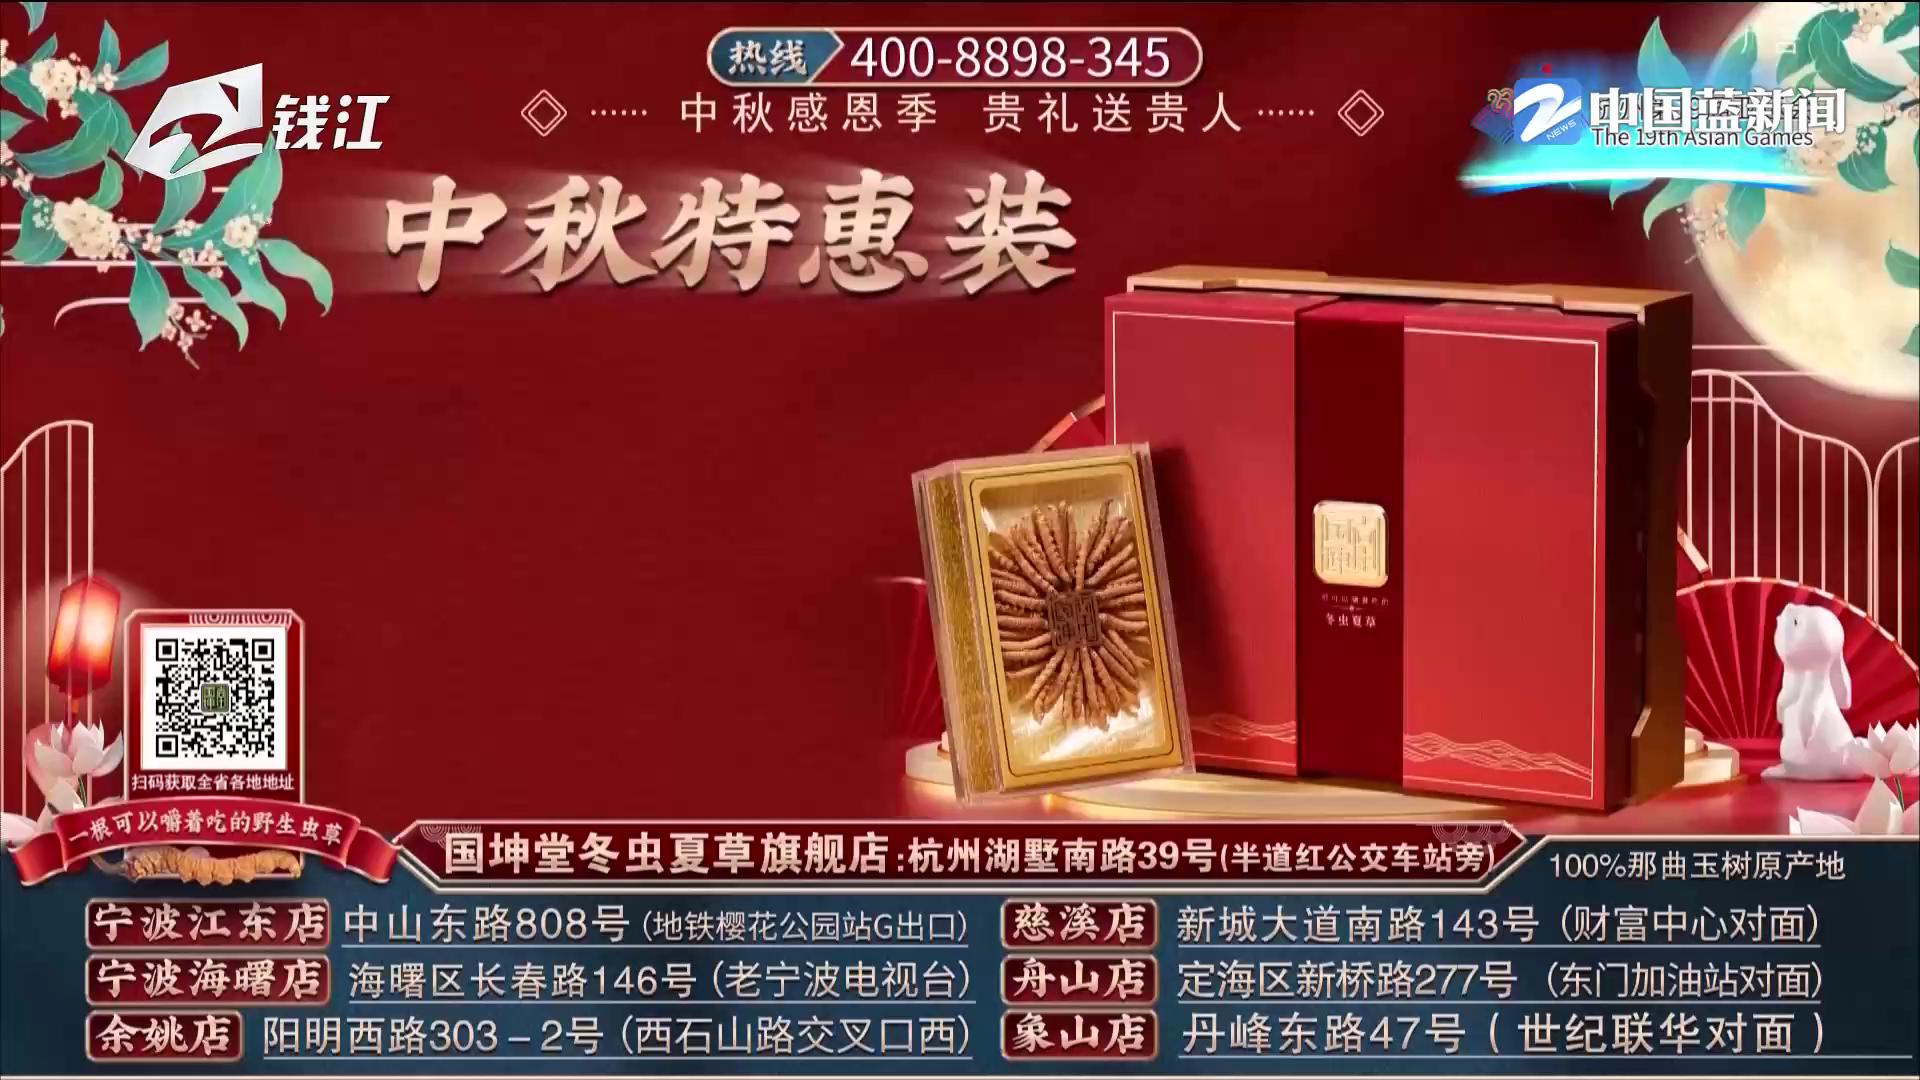 热线 400-8898-345
广告
钱江
中秋感恩季 贵礼送贵人
中国蓝新闻
NEWS
The 19th Asian Games
中秋特惠装
冬虫夏草
扫码获取全省各地地址
一根可以嚼着吃的野生虫草
国坤堂冬虫夏草旗舰店:杭州湖墅南路39号(半道红公交车站旁)
100%那曲玉树原产地
宁波江东店 中山东路808号(地铁樱花公园站G出口)
慈溪店 新城大道南路143号(财富中心对面)
宁波海曙店 海曙区长春路146号(老宁波电视台)
舟山店 定海区新桥路277号(东门加油站对面)
余姚店 阳明西路303-2号(西石山路交叉口西)
象山店 丹峰东路47号(世纪联华对面)